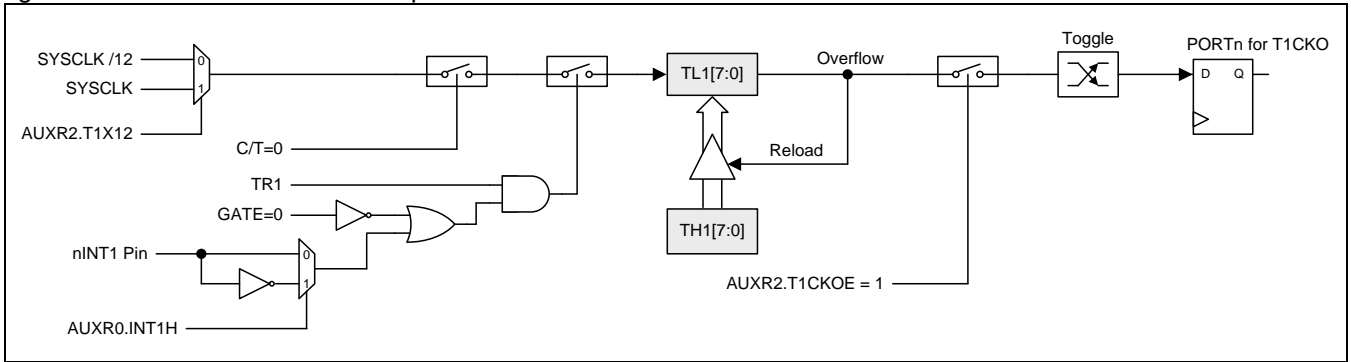 SYSCLK /12
SYSCLK
AUXR2.T1X12
0
1
C/T=0
TR1
GATE=0
nINT1 Pin
0
1
AUXR0.INT1H
TL1[7:0]
Overflow
Reload
TH1[7:0]
AUXR2.T1CKOE = 1
Toggle
PORTn for T1CKO
D Q